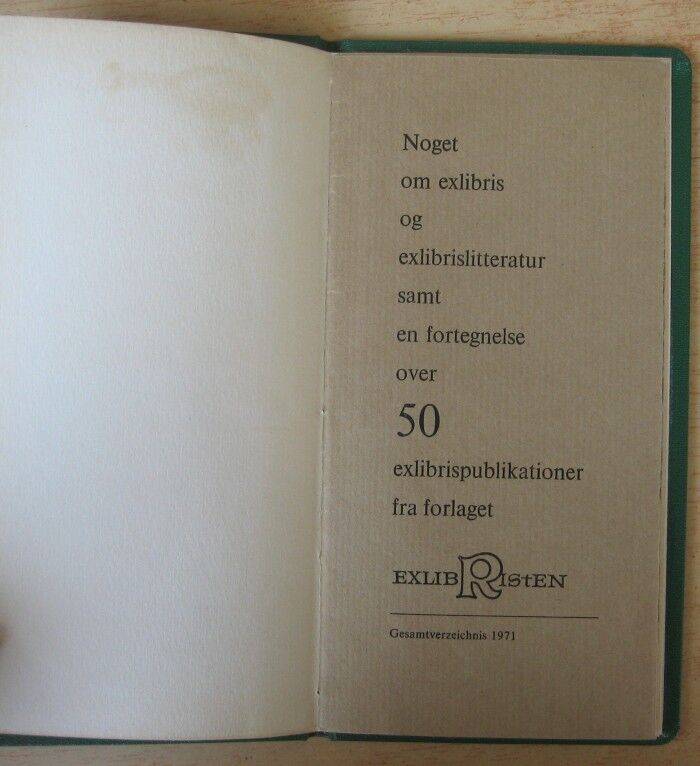 Noget
om exlibris
og
exlibrislitteratur
samt
en fortegnelse
over
50
exlibrispublikationer
fra forlaget
EXLIBRIStEN
Gesamtverzeichnis 1971